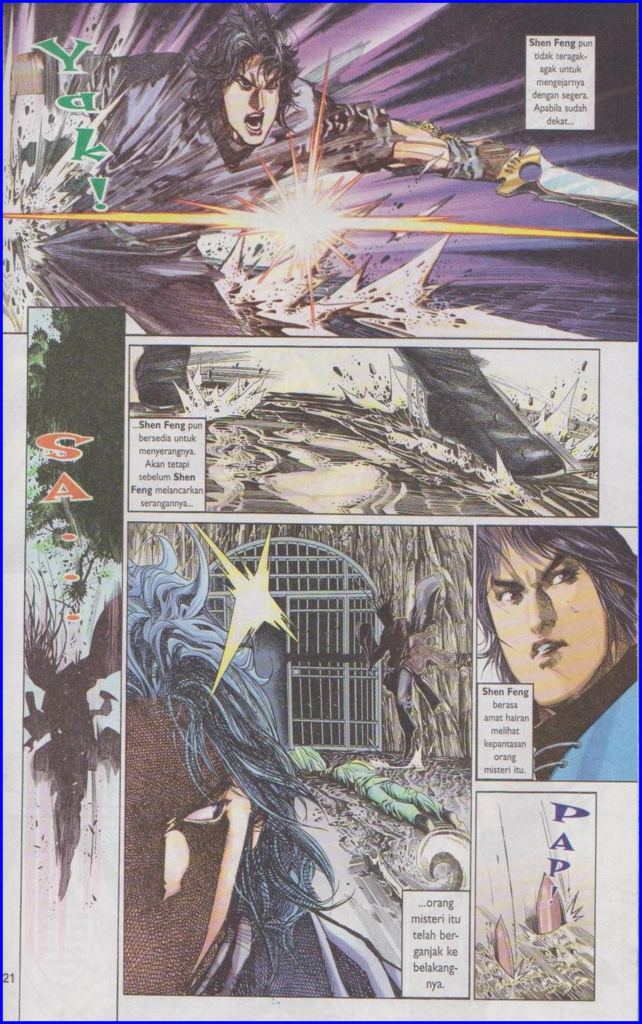 Yak!
Shen Feng pun
tidak teragak-
agak untuk
mengejarnya
dengan segera.
Apabila sudah
dekat...
SA...
...Shen Feng pun
bersedia untuk
menyerangnya.
Akan tetapi
sebelum Shen
Feng melancarkan
serangannya...
...orang
misteri itu
telah ber-
ganjak ke
belakang-
nya.
Shen Feng
berasa
amat hairan
melihat
kepantasan
orang
misteri itu.
PAP!
21